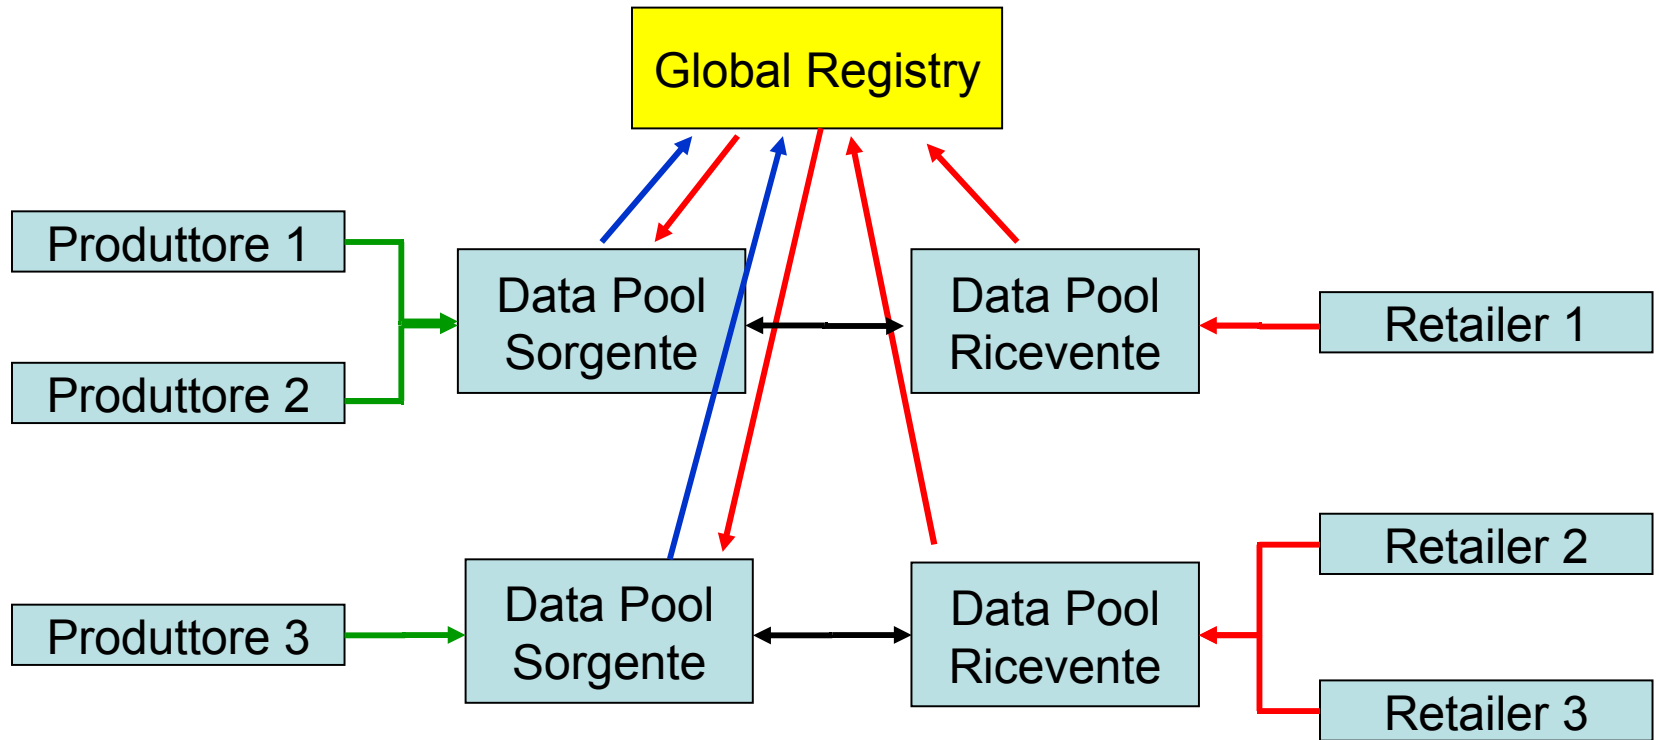 Global Registry
Produttore 1
Produttore 2
Data Pool
Sorgente
Data Pool
Ricevente
Retailer 1
Produttore 3
Data Pool
Sorgente
Data Pool
Ricevente
Retailer 2
Retailer 3